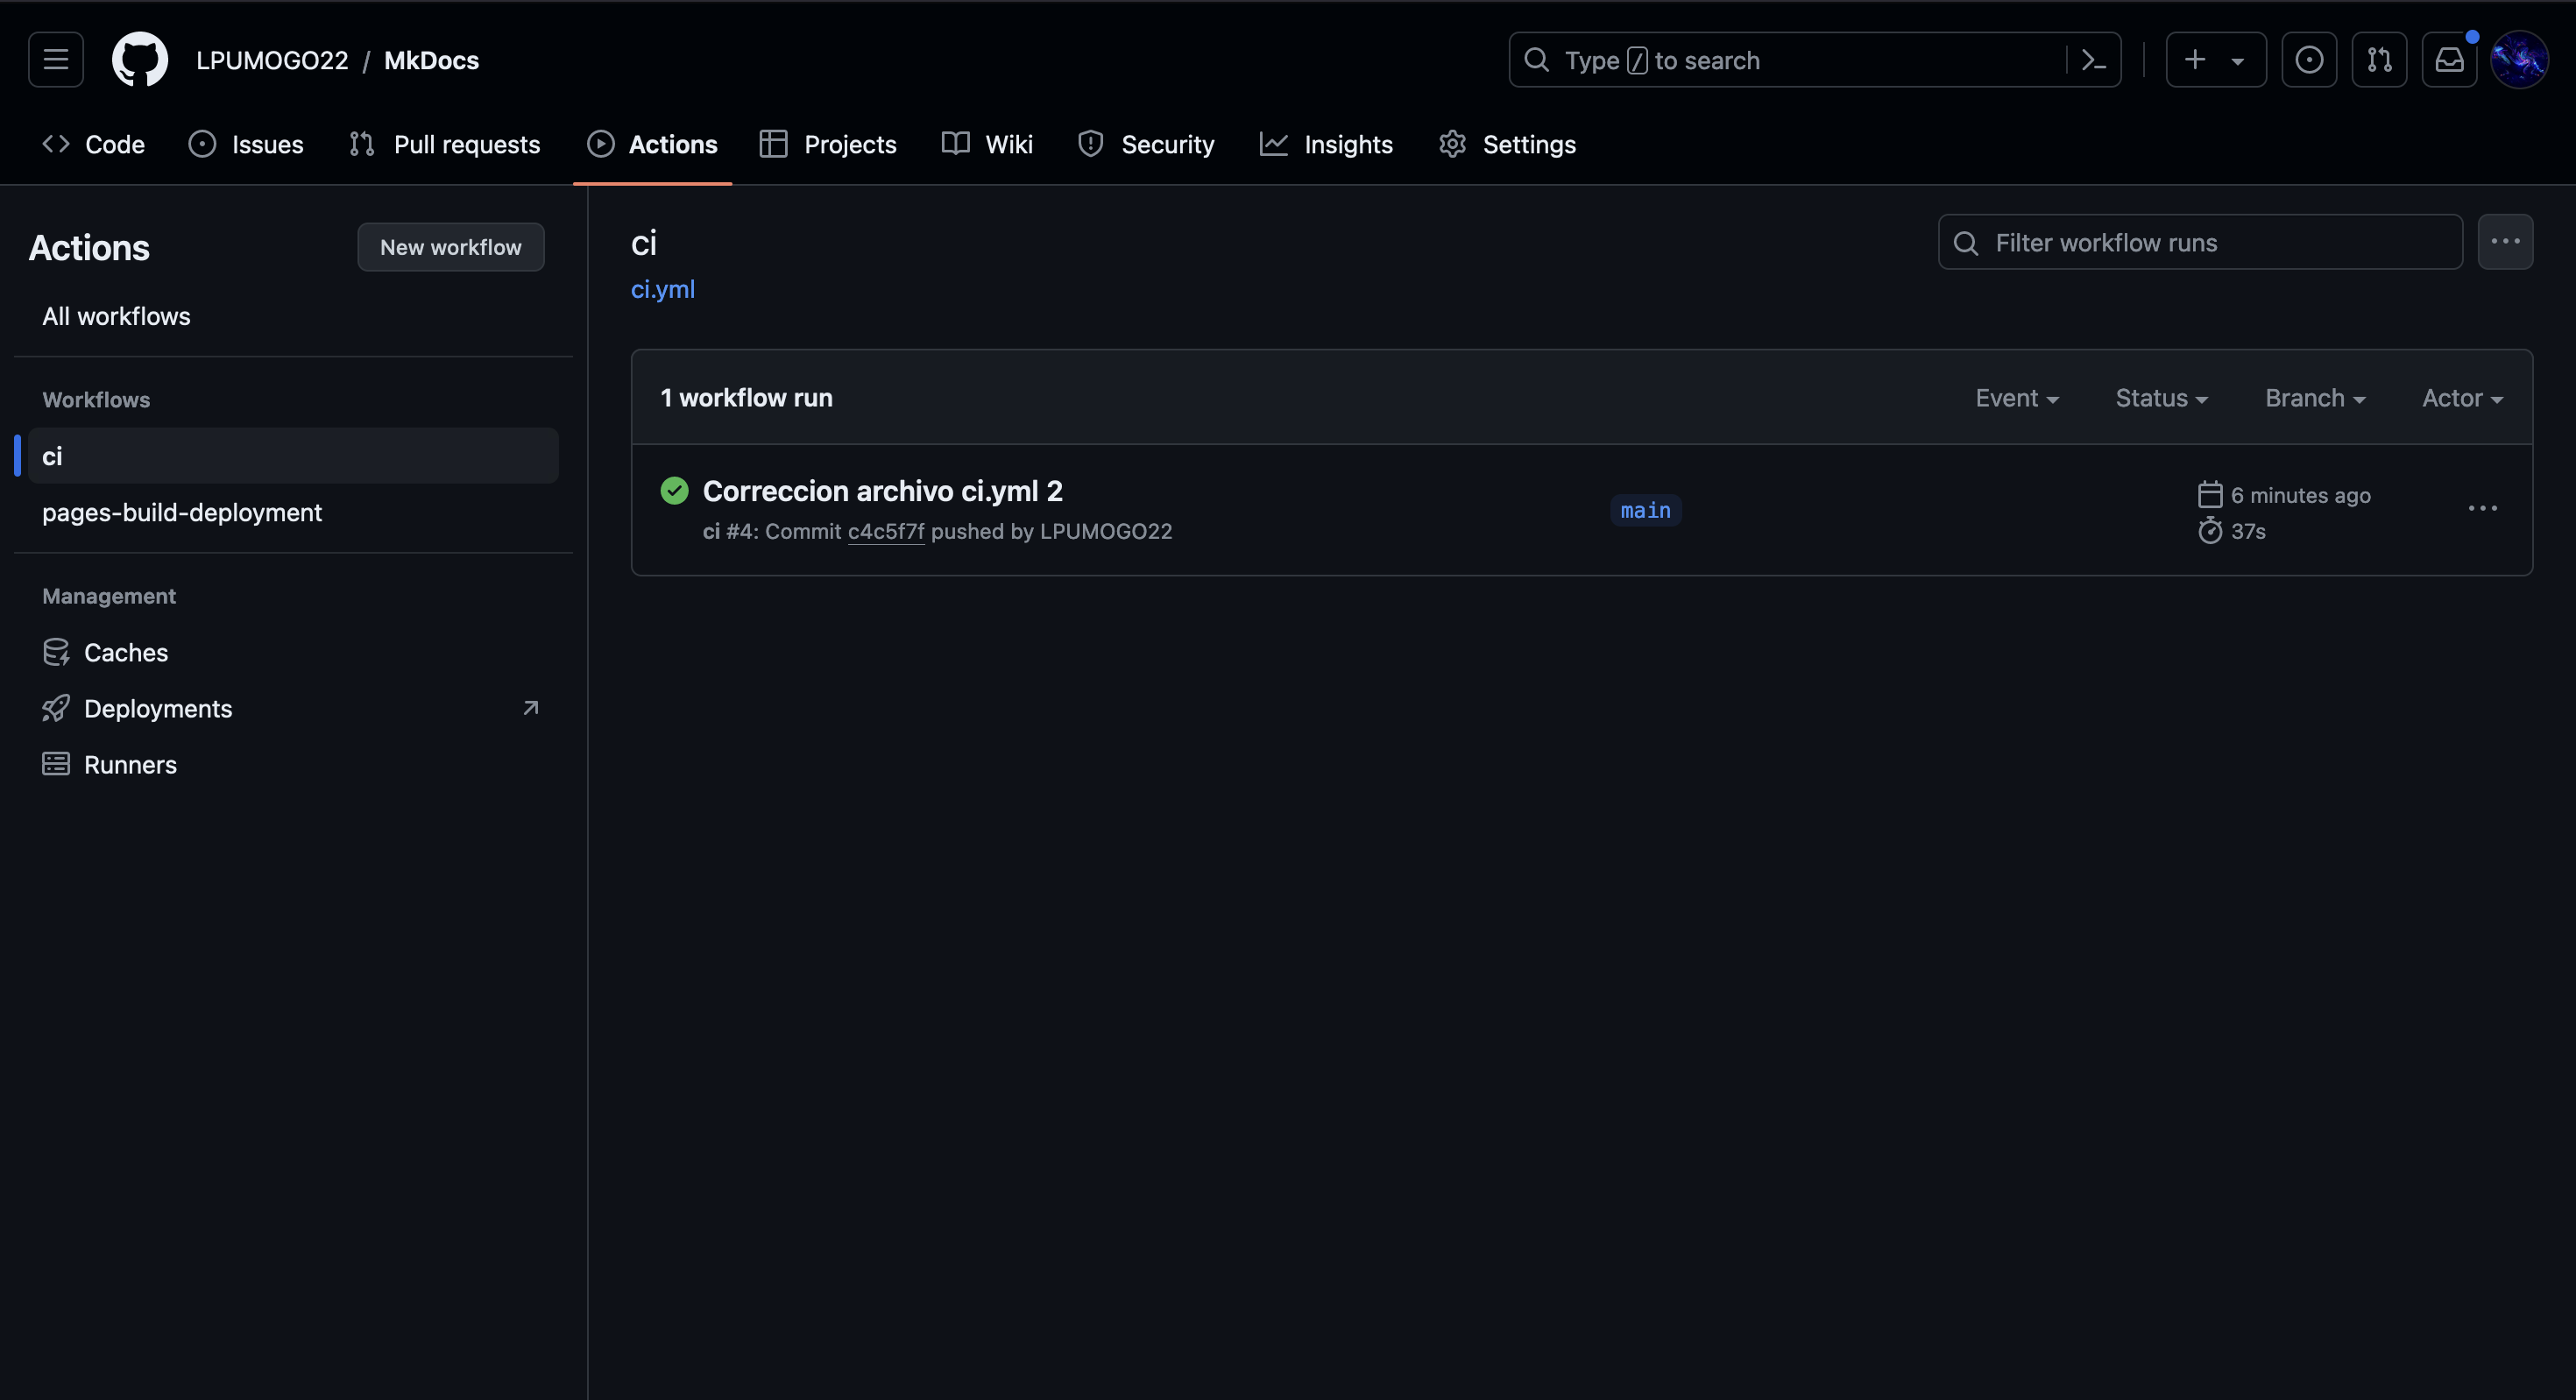 LPUMOGO22 / MkDocs
Type / to search
Code Issues Pull requests Actions Projects Wiki Security Insights Settings
Actions
New workflow
All workflows
Workflows
ci
pages-build-deployment
Management
Caches
Deployments
Runners
ci
ci.yml
Filter workflow runs
1 workflow run
Event Status Branch Actor
Correccion archivo ci.yml 2
ci #4: Commit c4c5f7f pushed by LPUMOGO22
main
6 minutes ago
37s